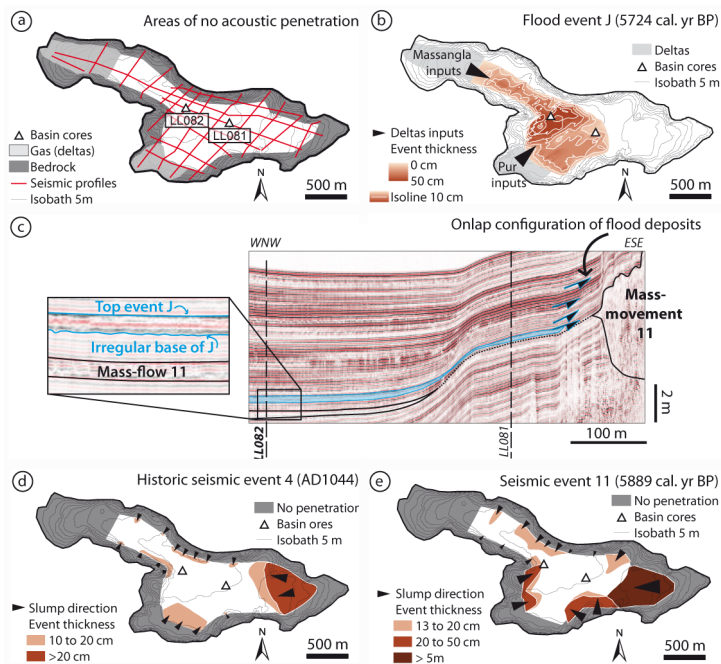 a
Areas of no acoustic penetration
LL082
LL081
Basin cores
Gas (deltas)
Bedrock
Seismic profiles
Isobath 5m
N
500 m
b
Flood event J (5724 cal. yr BP)
Massangla
inputs
Deltas
Basin cores
Isobath 5 m
Deltas inputs
Event thickness
0 cm
50 cm
Isoline 10 cm
Pur
inputs
N
500 m
c
Onlap configuration of flood deposits
WNW
ESE
Top event J
Irregular base of J
Mass-flow 11
Mass-
movement
11
2 m
LL082
LL081
100 m
d
Historic seismic event 4 (AD1044)
No penetration
Basin ores
Isobath 5 m
Slump direction
Event thickness
10 to 20 cm
>20 cm
N
500 m
e
Seismic event 11 (5889 cal. yr BP)
No penetration
Basin cores
Isobath 5 m
Slump direction
Event thickness
13 to 20 cm
20 to 50 cm
> 5m
N
500 m